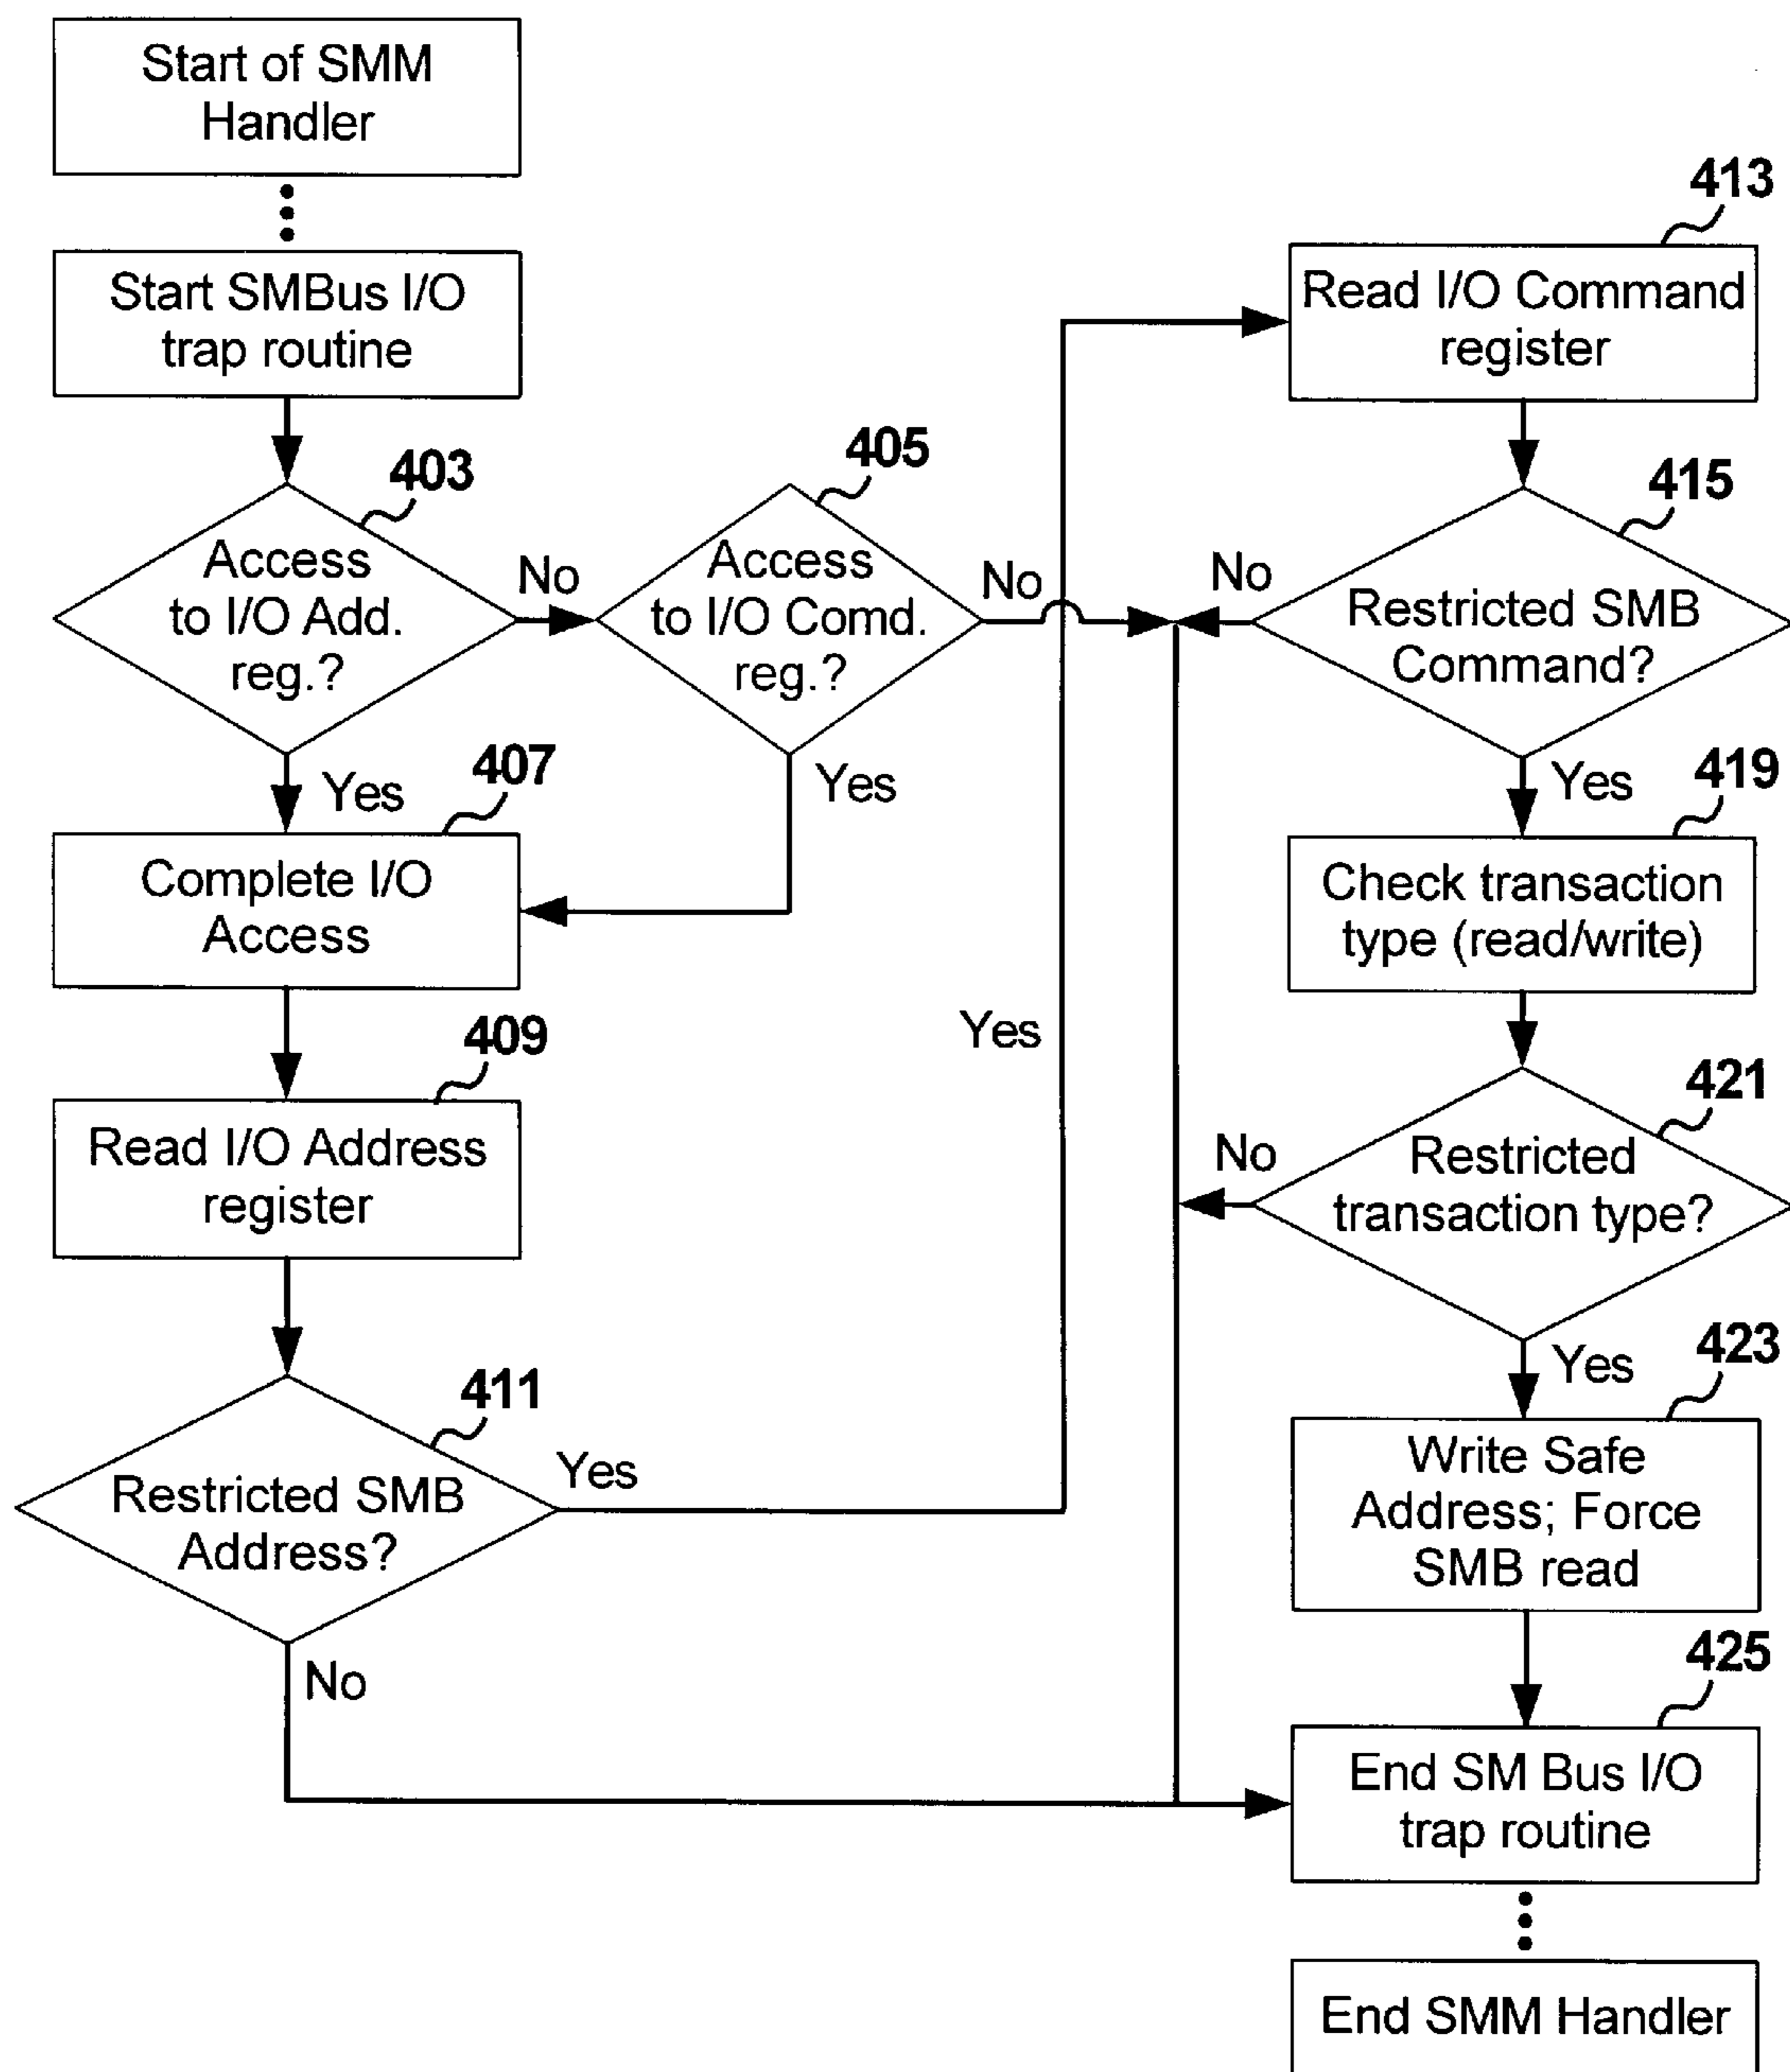 Start of SMM
Handler
Start SMBus I/O
trap routine
403
Access
to I/O Add.
reg.?
No
Yes
405
Access
to I/O Comd.
reg.?
No
Yes
407
Complete I/O
Access
409
Read I/O Address
register
411
Restricted SMB
Address?
Yes
Yes
No
413
Read I/O Command
register
415
Restricted SMB
Command?
No
Yes
419
Check transaction
type (read/write)
421
Restricted
transaction type?
No
Yes
423
Write Safe
Address; Force
SMB read
425
End SM Bus I/O
trap routine
End SMM Handler